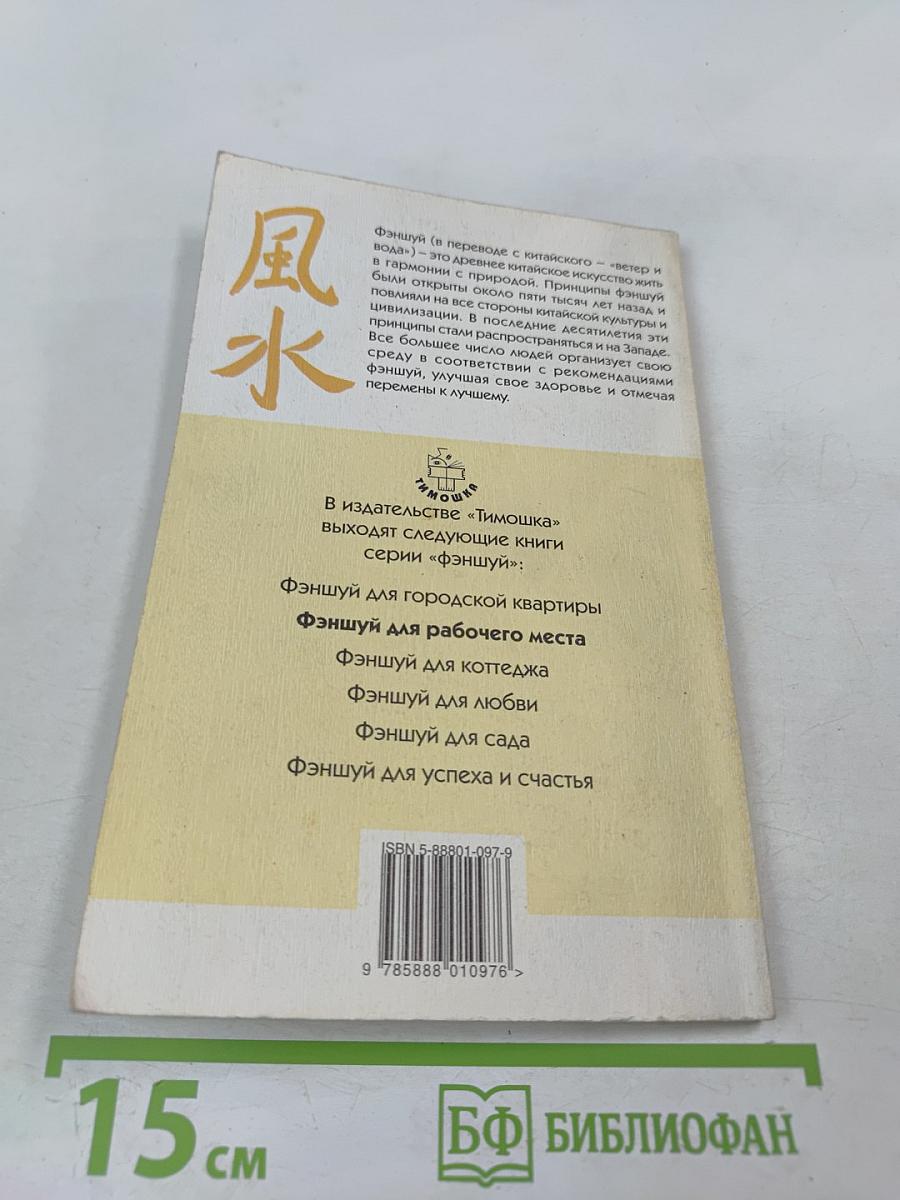 風
水
Фэншуй (в переводе с китайского – «ветер и
вода») – это древнее китайское искусство жить
в гармонии с природой. Принципы фэншуй
были открыты около пяти тысяч лет назад и
повлияли на все стороны китайской культуры и
цивилизации. В последние десятилетия эти
принципы стали распространяться и на Западе.
Все большее число людей организует свою
среду в соответствии с рекомендациями
фэншуй, улучшая свое здоровье и отмечая
перемены к лучшему.
ТИМОШКА
В издательстве «Тимошка»
выходят следующие книги
серии «фэншуй»:
Фэншуй для городской квартиры
Фэншуй для рабочего места
Фэншуй для коттеджа
Фэншуй для любви
Фэншуй для сада
Фэншуй для успеха и счастья
ISBN 5-88801-097-9
9 785888 010976 >
15 см
БФ БИБЛИОФАН